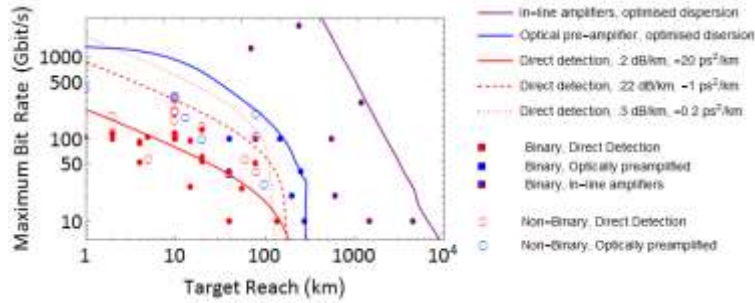 Maximum Bit Rate (Gbit/s)
1000
500
100
50
10
1
10
100
1000
10⁴
Target Reach (km)
In-line amplifiers, optimised dispersion
Optical pre-amplifier, optimised disersion
Direct detection, .2 dB/km, =20 ps²/km
Direct detection, .22 dB/km, =1 ps²/km
Direct detection, .3 dB/km, =0.2 ps²/km
Binary, Direct Detection
Binary, Optically preamplified
Binary, In-line amplifiers
Non-Binary, Direct Detection
Non-Binary, Optically preamplified